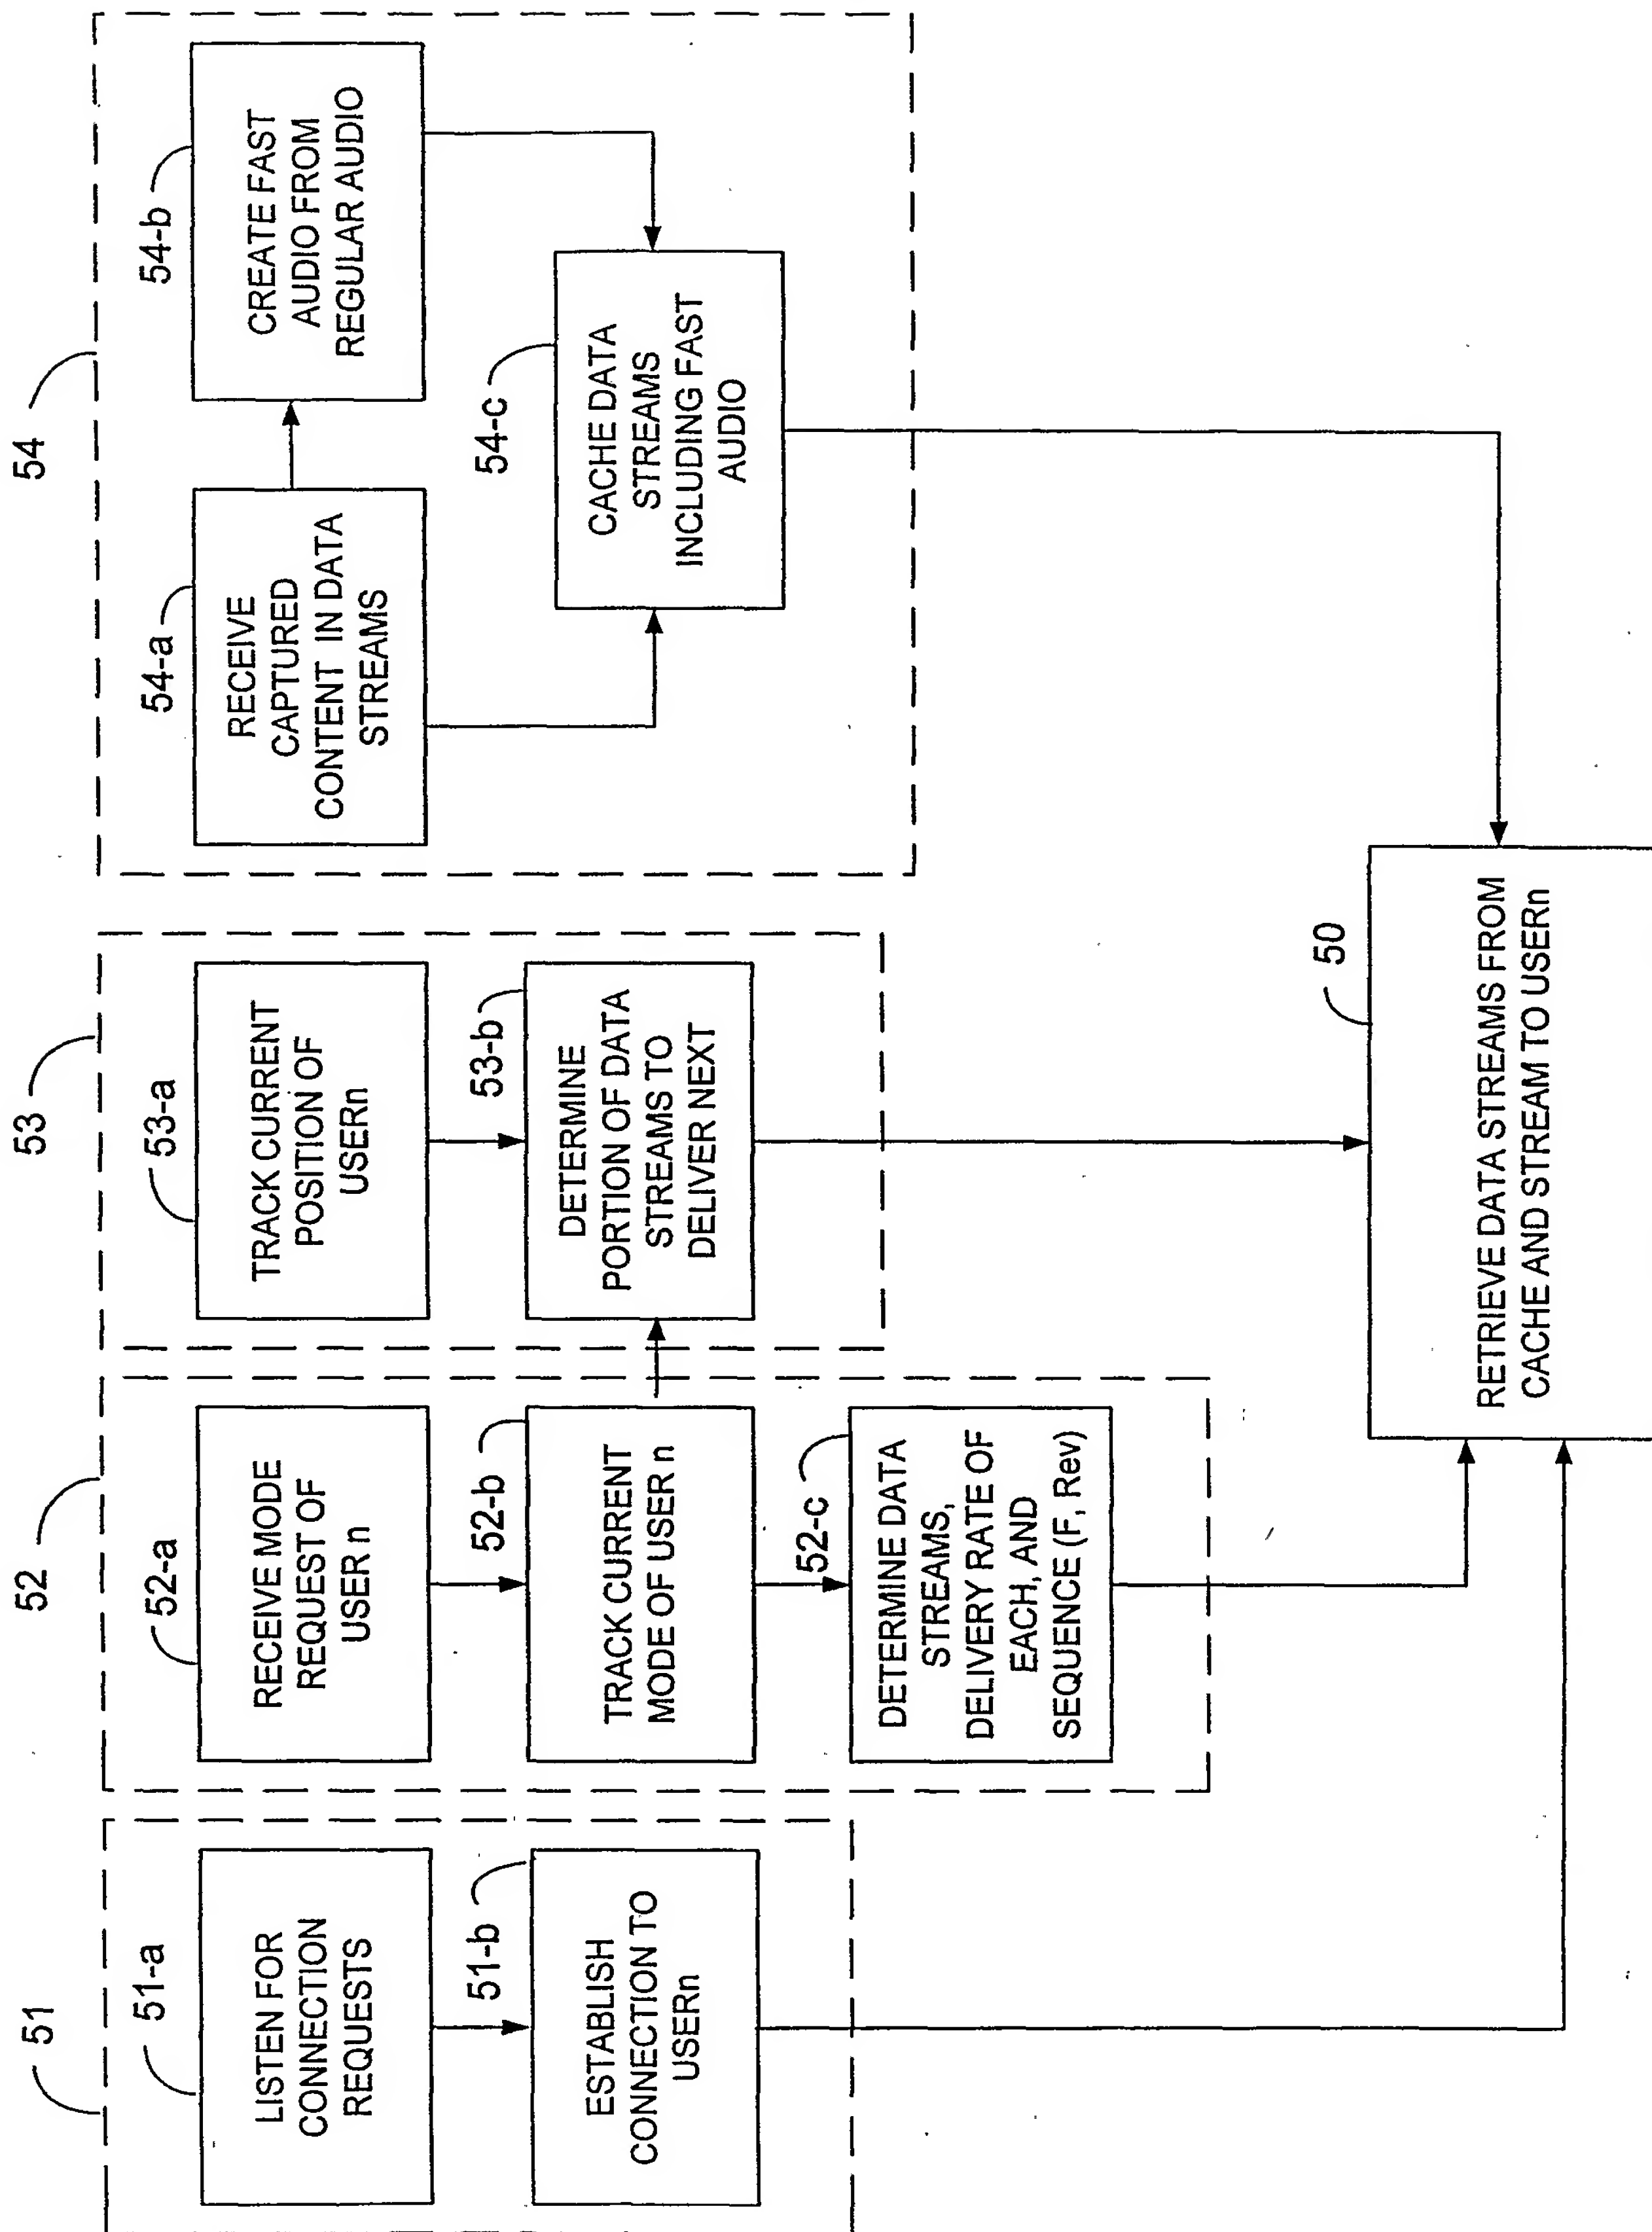 51
51-a
LISTEN FOR
CONNECTION
REQUESTS
51-b
ESTABLISH
CONNECTION TO
USERn
52
52-a
RECEIVE MODE
REQUEST OF
USER n
52-b
TRACK CURRENT
MODE OF USER n
52-c
DETERMINE DATA
STREAMS,
DELIVERY RATE OF
EACH, AND
SEQUENCE (F, Rev)
53
53-a
TRACK CURRENT
POSITION OF
USERn
53-b
DETERMINE
PORTION OF DATA
STREAMS TO
DELIVER NEXT
54
54-a
RECEIVE
CAPTURED
CONTENT IN DATA
STREAMS
54-b
CREATE FAST
AUDIO FROM
REGULAR AUDIO
54-c
CACHE DATA
STREAMS
INCLUDING FAST
AUDIO
50
RETRIEVE DATA STREAMS FROM
CACHE AND STREAM TO USERn